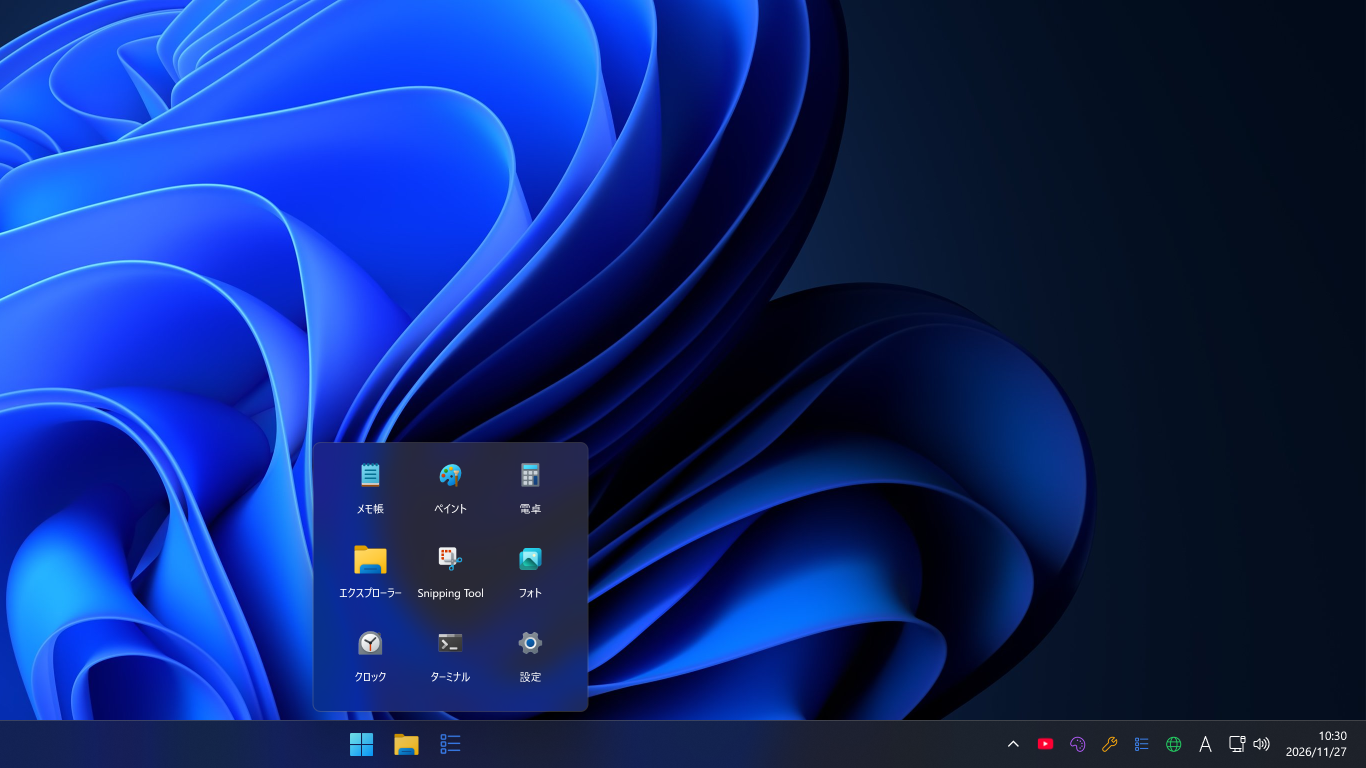 メモ帳
ペイント
電卓
エクスプローラー
Snipping Tool
フォト
クロック
ターミナル
設定
A
10:30
2026/11/27